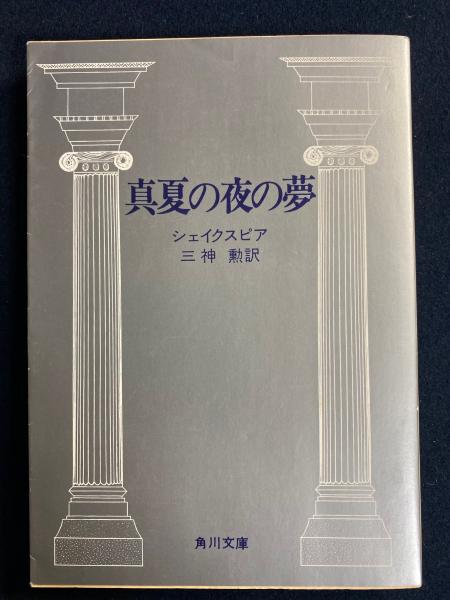 真夏の夜の夢
シェイクスピア
三神 勲訳
角川文庫